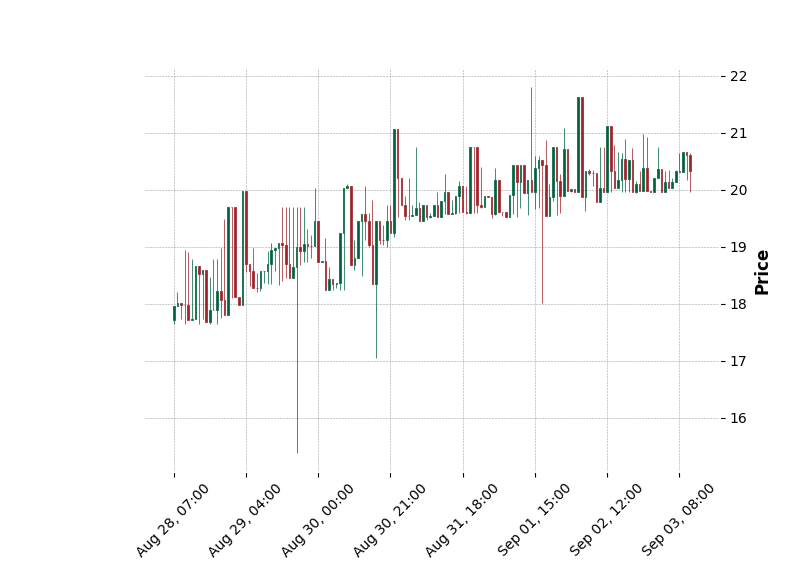 22
21
20
19
18
17
16
Price
Aug 28, 07:00
Aug 29, 04:00
Aug 30, 00:00
Aug 30, 21:00
Aug 31, 18:00
Sep 01, 15:00
Sep 02, 12:00
Sep 03, 08:00